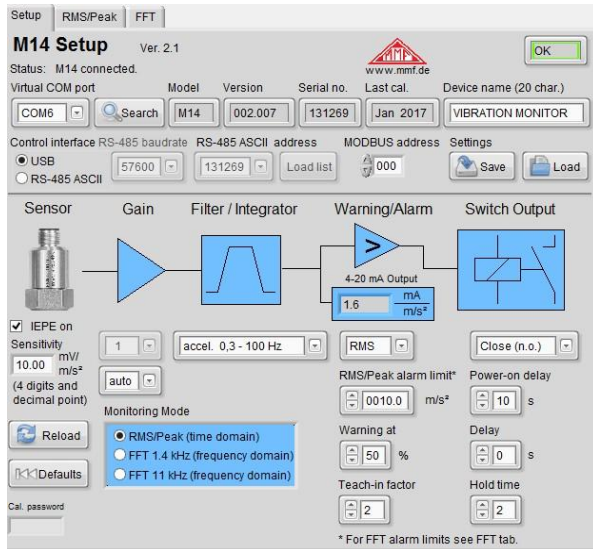 Setup RMS/Peak FFT
M14 Setup Ver. 2.1
MMF
OK
Status: M14 connected.
www.mmf.de
Virtual COM port Model Version Serial no. Last cal. Device name (20 char.)
COM6 Search M14 002.007 131269 Jan 2017 VIBRATION MONITOR
Control interface RS-485 baudrate RS-485 ASCII address MODBUS address Settings
USB
RS-485 ASCII
57600 131269 Load list 000 Save Load
Sensor Gain Filter / Integrator Warning/Alarm Switch Output
>
4-20 mA Output
1.6 mA
m/s²
IEPE on
Sensitivity
10.00 mV/
m/s²
(4 digits and
decimal point)
1 accel. 0,3 - 100 Hz RMS Close (n.o.)
auto
Monitoring Mode
RMS/Peak (time domain)
FFT 1.4 kHz (frequency domain)
FFT 11 kHz (frequency domain)
RMS/Peak alarm limit* Power-on delay
0010.0 m/s² 10 s
Warning at Delay
50 % 0 s
Teach-in factor Hold time
2 2
Reload
Defaults
Cal. password
* For FFT alarm limits see FFT tab.